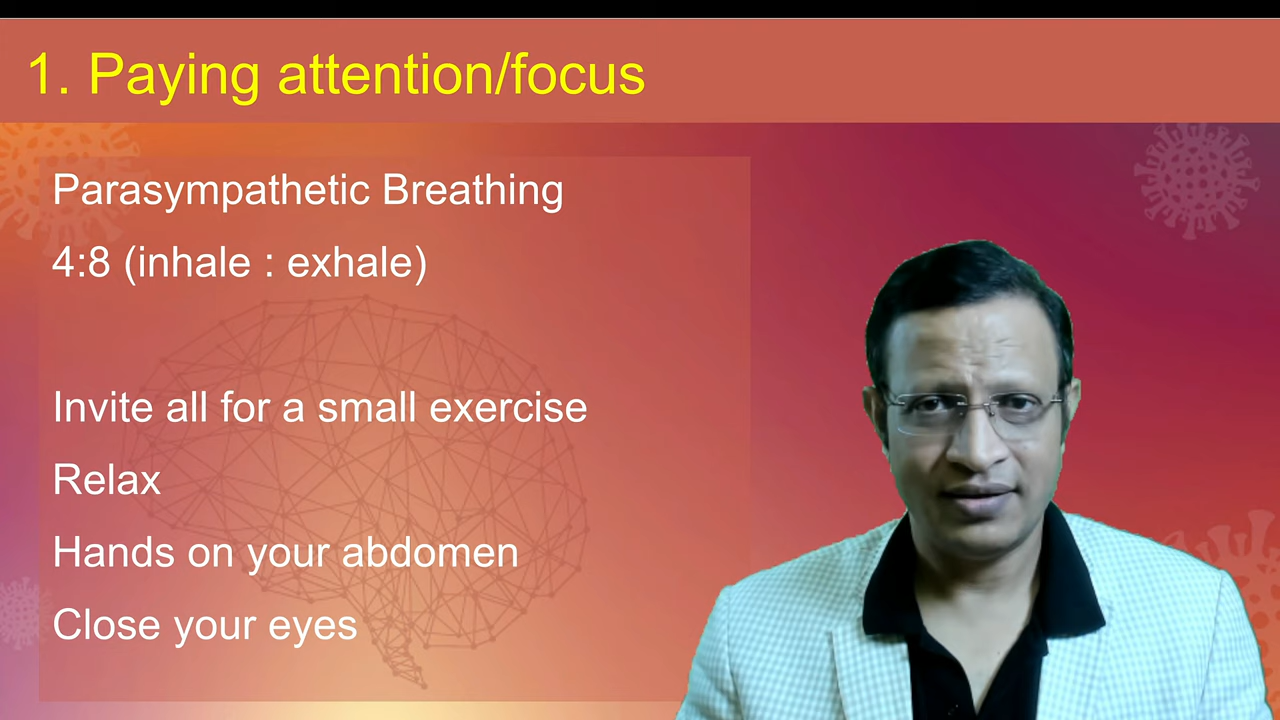 1. Paying attention/focus
Parasympathetic Breathing
4:8 (inhale : exhale)
Invite all for a small exercise
Relax
Hands on your abdomen
Close your eyes